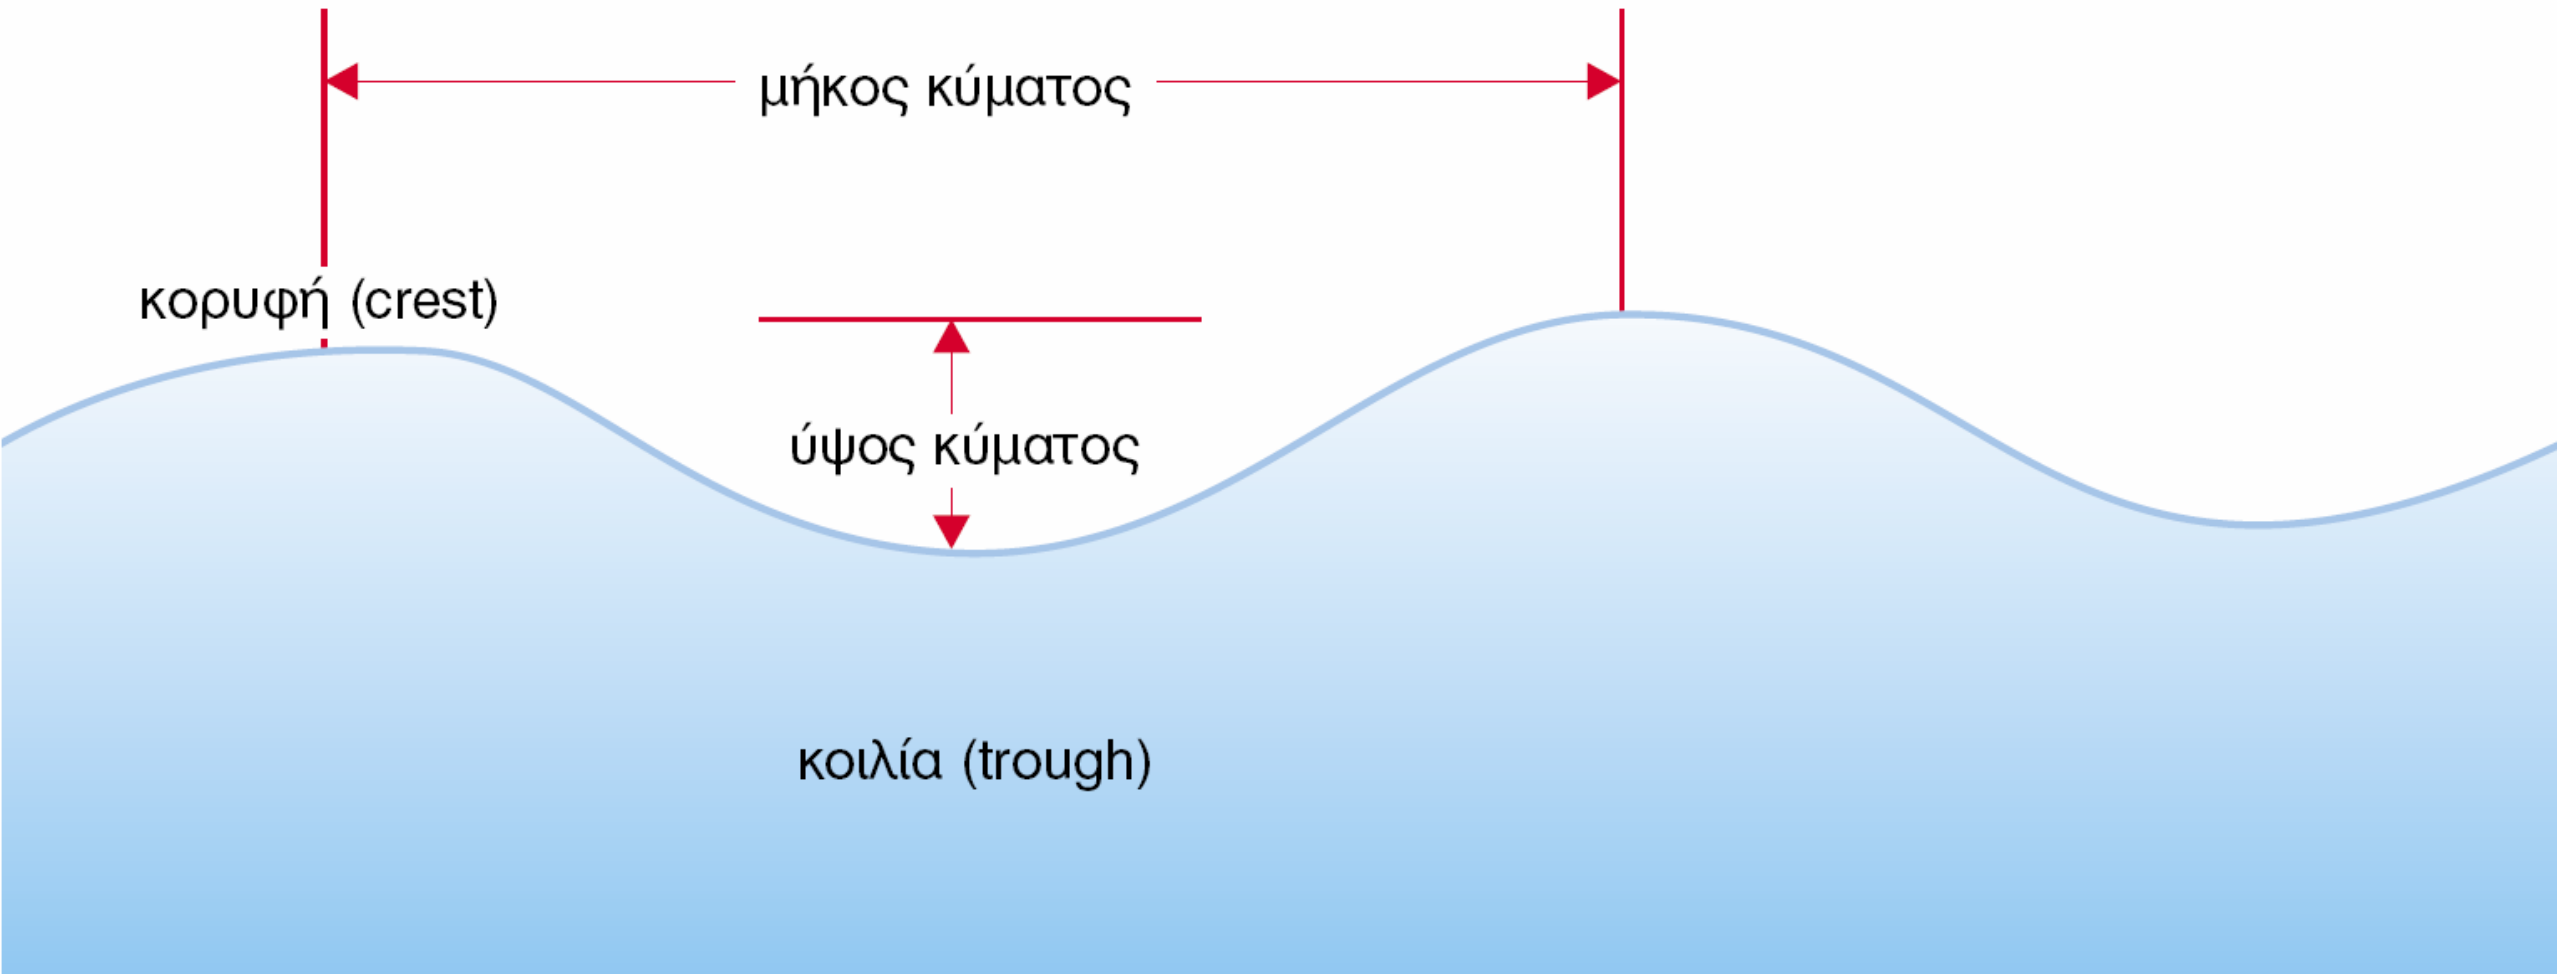 μήκος κύματος
κορυφή (crest)
ύψος κύματος
κοιλία (trough)